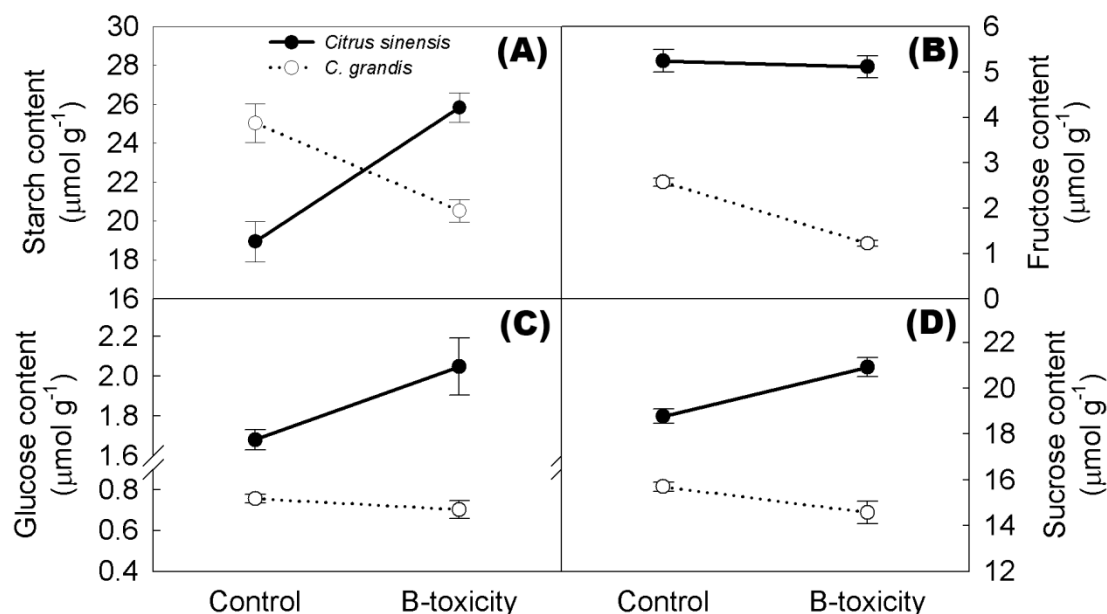 (A)
Citrus sinensis
C. grandis
Starch content
(μmol g⁻¹)
30
28
26
24
22
20
18
16
(B)
Fructose content
(μmol g⁻¹)
6
5
4
3
2
1
0
(C)
Glucose content
(μmol g⁻¹)
2.2
2.0
1.8
1.6
0.8
0.6
0.4
(D)
Sucrose content
(μmol g⁻¹)
22
20
18
16
14
12
Control B-toxicity Control B-toxicity